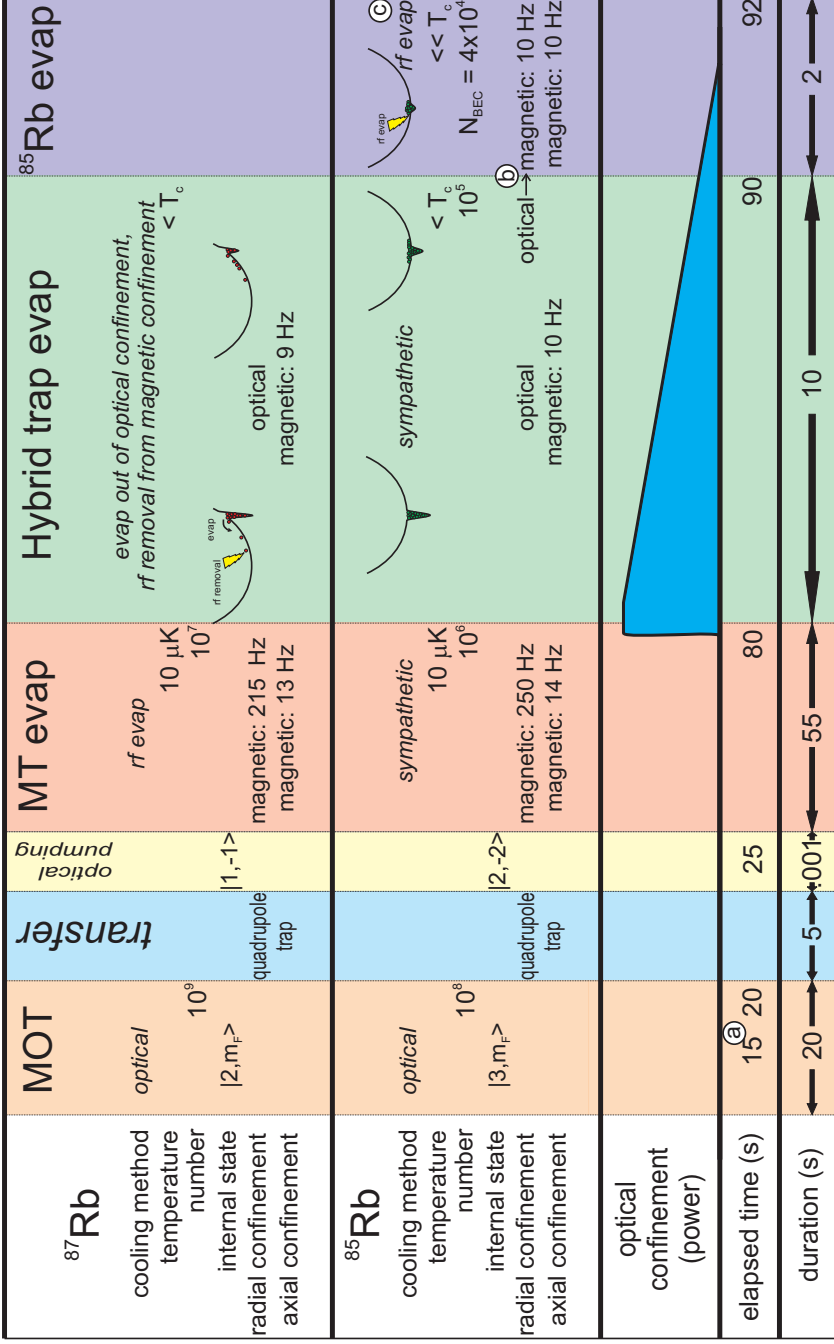 MOT
transfer
optical
pumping
MT evap
Hybrid trap evap
⁸⁵Rb evap
⁸⁷Rb
cooling method
temperature
number
internal state
radial confinement
axial confinement
optical
10⁹
|2,m_F>
quadrupole
trap
|1,-1>
rf evap
10 µK
10⁷
magnetic: 215 Hz
magnetic: 13 Hz
evap out of optical confinement,
rf removal from magnetic confinement
< T_c
rf removal
evap
optical
magnetic: 9 Hz
⁸⁵Rb
cooling method
temperature
number
internal state
radial confinement
axial confinement
optical
10⁸
|3,m_F>
quadrupole
trap
|2,-2>
sympathetic
10 µK
10⁶
magnetic: 250 Hz
magnetic: 14 Hz
sympathetic
< T_c
10⁵
optical
magnetic: 10 Hz
b
optical→magnetic: 10 Hz
magnetic: 10 Hz
c
rf evap
rf evap
<< T_c
N_BEC = 4x10⁴
optical
confinement
(power)
elapsed time (s)
15
a
20
25
80
90
92
duration (s)
20
5
.001
55
10
2